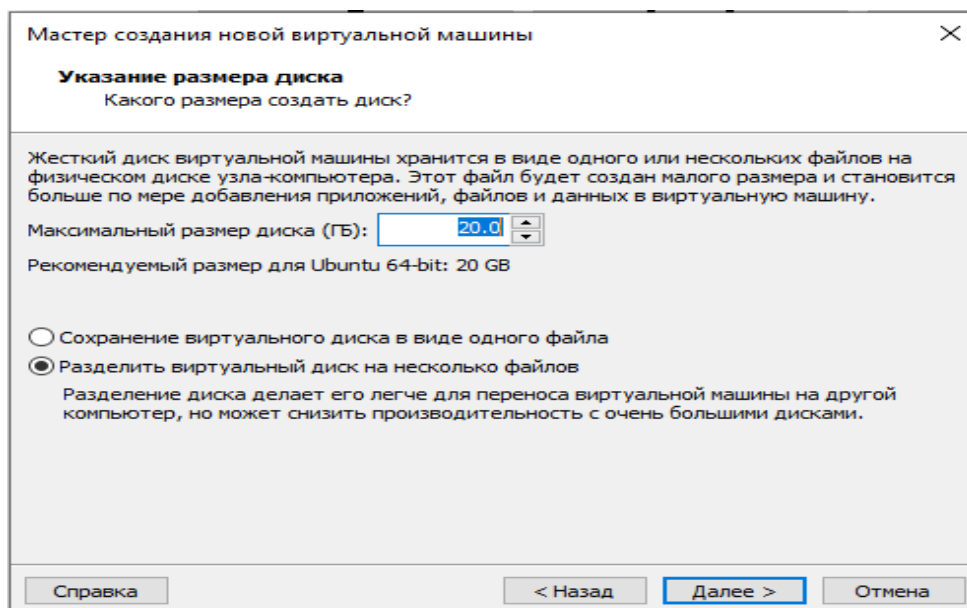 Мастер создания новой виртуальной машины
Указание размера диска
Какого размера создать диск?
Жесткий диск виртуальной машины хранится в виде одного или нескольких файлов на
физическом диске узла-компьютера. Этот файл будет создан малого размера и становится
больше по мере добавления приложений, файлов и данных в виртуальную машину.
Максимальный размер диска (ГБ): 20.0
Рекомендуемый размер для Ubuntu 64-bit: 20 GB
Сохранение виртуального диска в виде одного файла
Разделить виртуальный диск на несколько файлов
Разделение диска делает его легче для переноса виртуальной машины на другой
компьютер, но может снизить производительность с очень большими дисками.
Справка < Назад Далее > Отмена